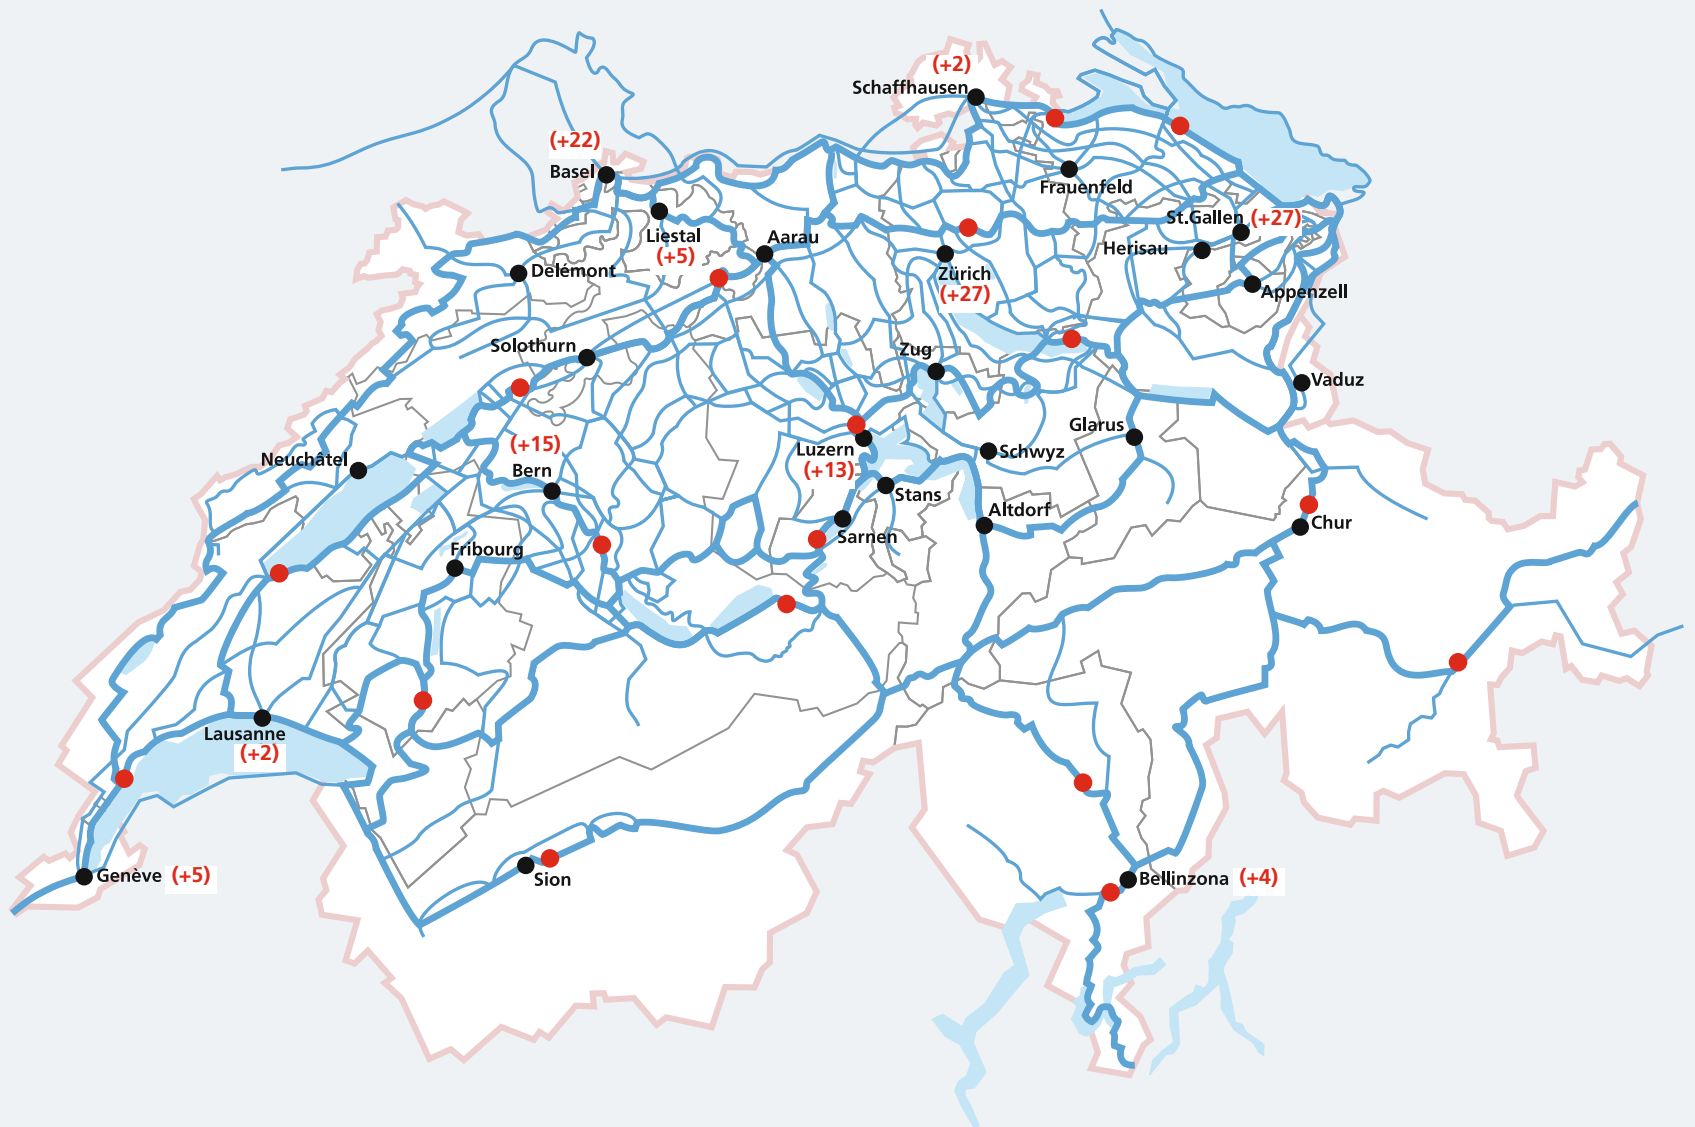 (+2)
Schaffhausen
(+22)
Basel
Frauenfeld
Liestal
(+5)
Aarau
St.Gallen (+27)
Herisau
Delémont
Zürich
(+27)
Appenzell
Solothurn
Zug
Vaduz
(+15)
Bern
Neuchâtel
Luzern
(+13)
Schwyz
Glarus
Stans
Altdorf
Sarnen
Chur
Fribourg
Lausanne
(+2)
Genève (+5)
Sion
Bellinzona (+4)